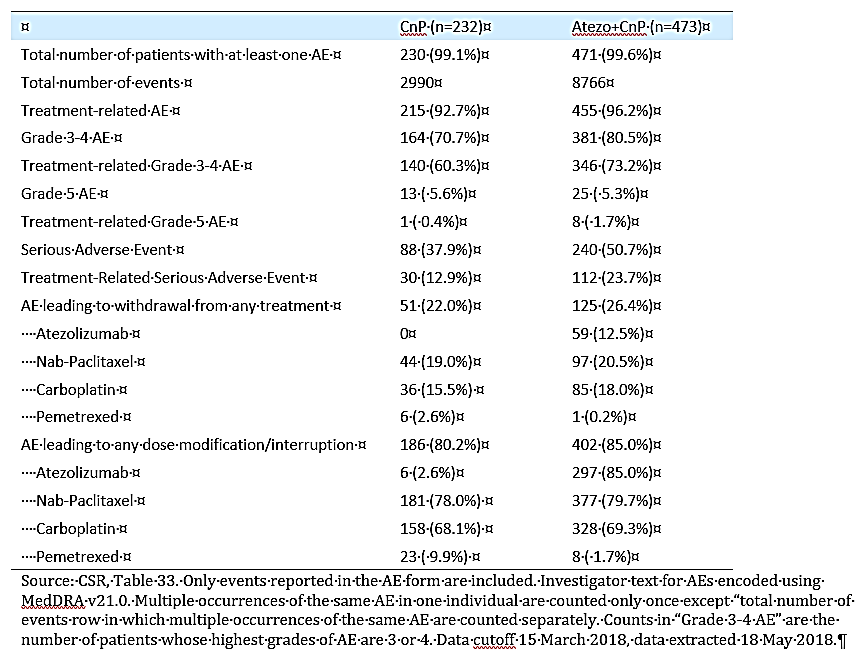 ¤ CnP·(n=232)¤ Atezo+CnP·(n=473)¤
Total·number·of·patients·with·at·least·one·AE·¤ 230·(99.1%)¤ 471·(99.6%)¤
Total·number·of·events·¤ 2990¤ 8766¤
Treatment-related·AE·¤ 215·(92.7%)¤ 455·(96.2%)¤
Grade·3-4·AE·¤ 164·(70.7%)¤ 381·(80.5%)¤
Treatment-related·Grade·3-4·AE·¤ 140·(60.3%)¤ 346·(73.2%)¤
Grade·5·AE·¤ 13·(·5.6%)¤ 25·(·5.3%)¤
Treatment-related·Grade·5·AE·¤ 1·(·0.4%)¤ 8·(·1.7%)¤
Serious·Adverse·Event·¤ 88·(37.9%)¤ 240·(50.7%)¤
Treatment-Related·Serious·Adverse·Event·¤ 30·(12.9%)¤ 112·(23.7%)¤
AE·leading·to·withdrawal·from·any·treatment·¤ 51·(22.0%)¤ 125·(26.4%)¤
····Atezolizumab·¤ 0¤ 59·(12.5%)¤
····Nab-Paclitaxel·¤ 44·(19.0%)¤ 97·(20.5%)¤
····Carboplatin·¤ 36·(15.5%)·¤ 85·(18.0%)¤
····Pemetrexed·¤ 6·(2.6%)¤ 1·(0.2%)¤
AE·leading·to·any·dose·modification/interruption·¤ 186·(80.2%)¤ 402·(85.0%)¤
····Atezolizumab·¤ 6·(2.6%)¤ 297·(85.0%)¤
····Nab-Paclitaxel·¤ 181·(78.0%)·¤ 377·(79.7%)¤
····Carboplatin·¤ 158·(68.1%)·¤ 328·(69.3%)¤
····Pemetrexed·¤ 23·(·9.9%)·¤ 8·(·1.7%)¤
Source:·CSR,·Table·33.·Only·events·reported·in·the·AE·form·are·included.·Investigator·text·for·AEs·encoded·using·
MedDRA·v21.0.·Multiple·occurrences·of·the·same·AE·in·one·individual·are·counted·only·once·except·“total·number·of·
events·row·in·which·multiple·occurrences·of·the·same·AE·are·counted·separately.·Counts·in·“Grade·3-4·AE”·are·the·
number·of·patients·whose·highest·grades·of·AE·are·3·or·4.·Data·cutoff·15·March·2018,·data·extracted·18·May·2018.¶